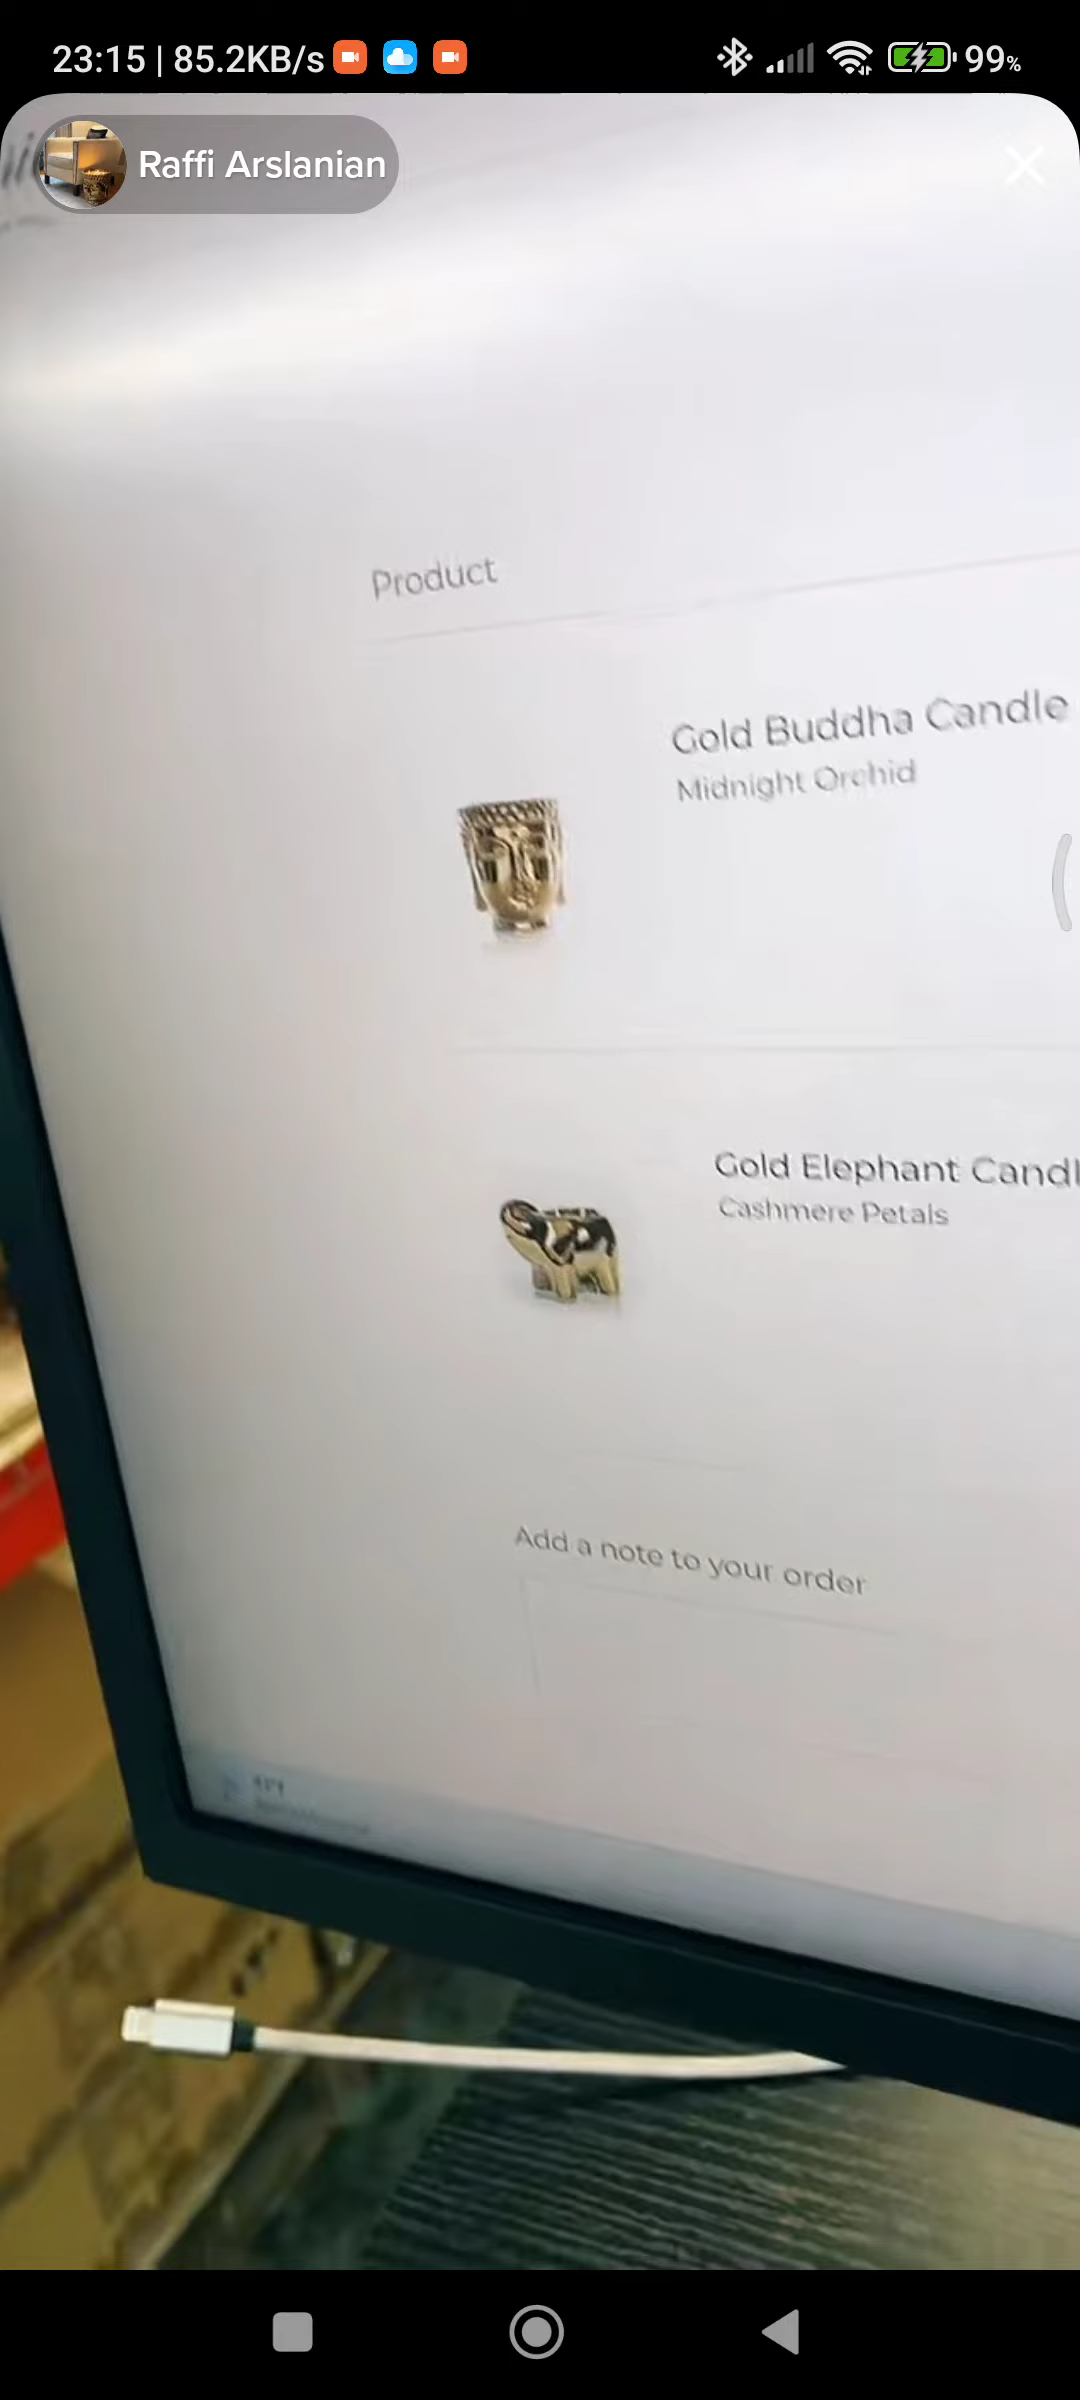 23:15 | 85.2KB/s
99%
Raffi Arslanian
Product
Gold Buddha Candle
Midnight Orchid
Gold Elephant Candl
Cashmere Petals
Add a note to your order